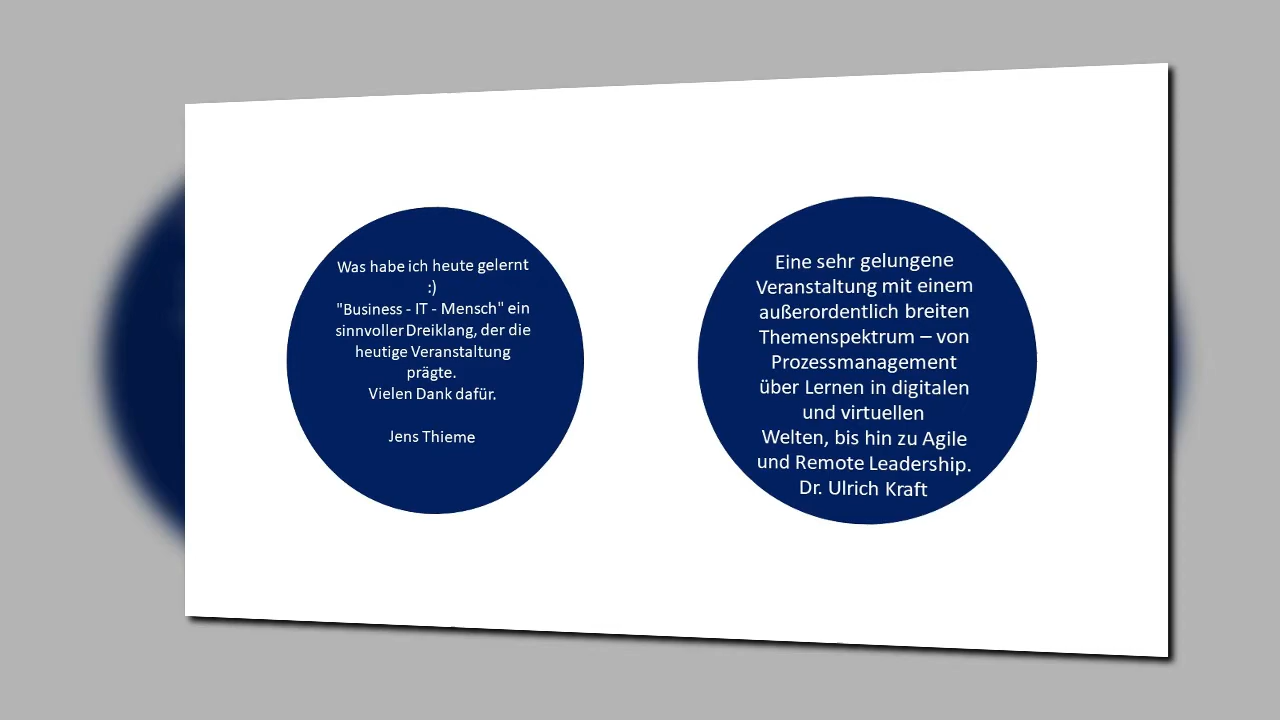 Was habe ich heute gelernt
:)
"Business - IT - Mensch" ein
sinnvoller Dreiklang, der die
heutige Veranstaltung
prägte.
Vielen Dank dafür.
Jens Thieme
Eine sehr gelungene
Veranstaltung mit einem
außerordentlich breiten
Themenspektrum – von
Prozessmanagement
über Lernen in digitalen
und virtuellen
Welten, bis hin zu Agile
und Remote Leadership.
Dr. Ulrich Kraft